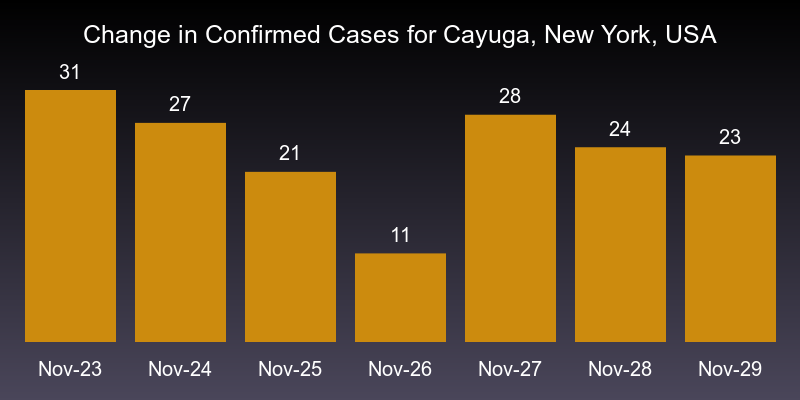 Change in Confirmed Cases for Cayuga, New York, USA
31
27
21
11
28
24
23
Nov-23
Nov-24
Nov-25
Nov-26
Nov-27
Nov-28
Nov-29